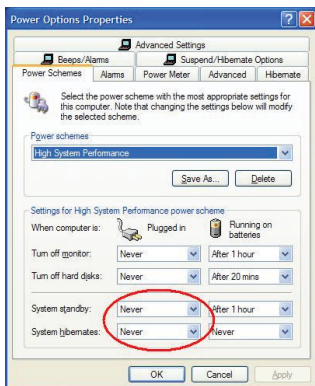 Power Options Properties
Advanced Settings
Beeps/Alarms Suspend/Hibernate Options
Power Schemes Alarms Power Meter Advanced Hibernate
Select the power scheme with the most appropriate settings for
this computer. Note that changing the settings below will modify
the selected scheme.
Power schemes
High System Performance
Save As... Delete
Settings for High System Performance power scheme
When computer is: Plugged in Running on
batteries
Turn off monitor: Never After 1 hour
Turn off hard disks: Never After 20 mins
System standby: Never After 1 hour
System hibernates: Never Never
OK Cancel Apply